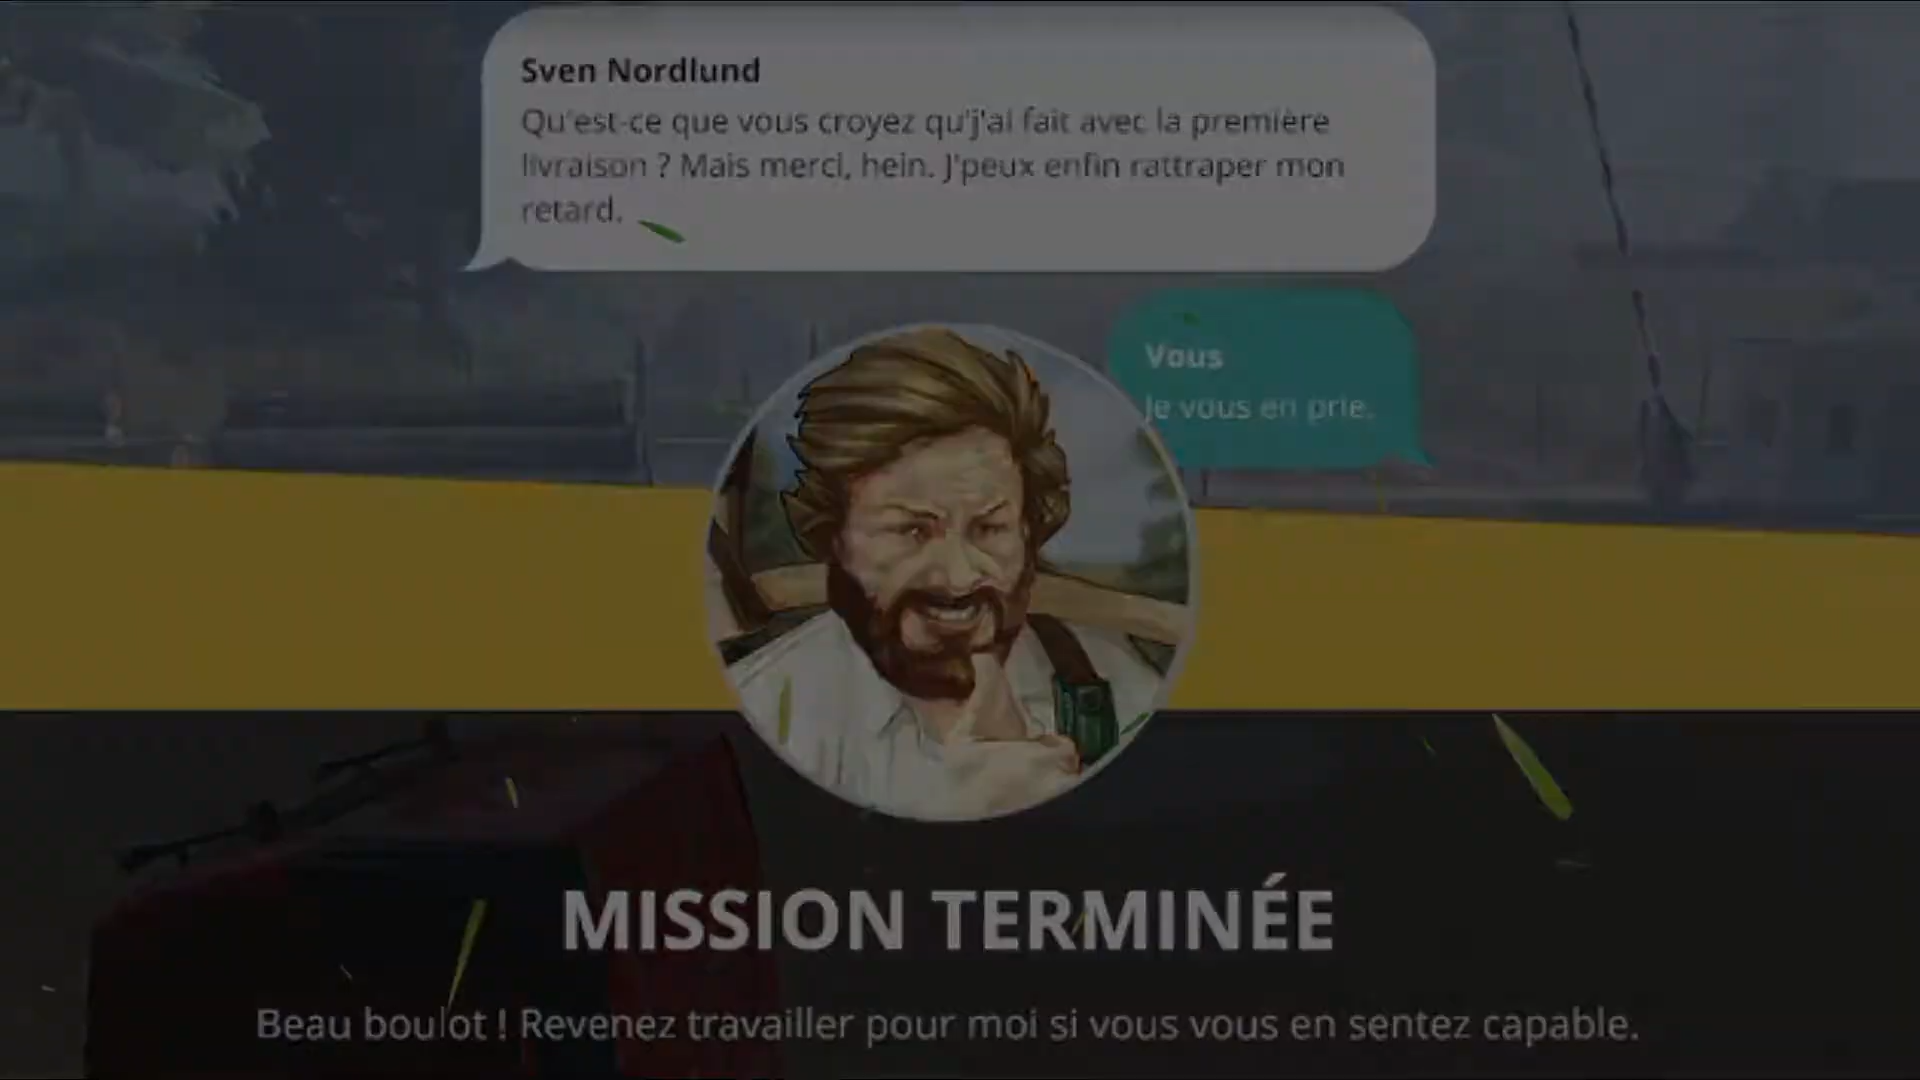 Sven Nordlund
Qu'est-ce que vous croyez qu'j'ai fait avec la première
livraison ? Mais merci, hein. J'peux enfin rattraper mon
retard.
Vous
Je vous en prie.
MISSION TERMINÉE
Beau boulot ! Revenez travailler pour moi si vous vous en sentez capable.